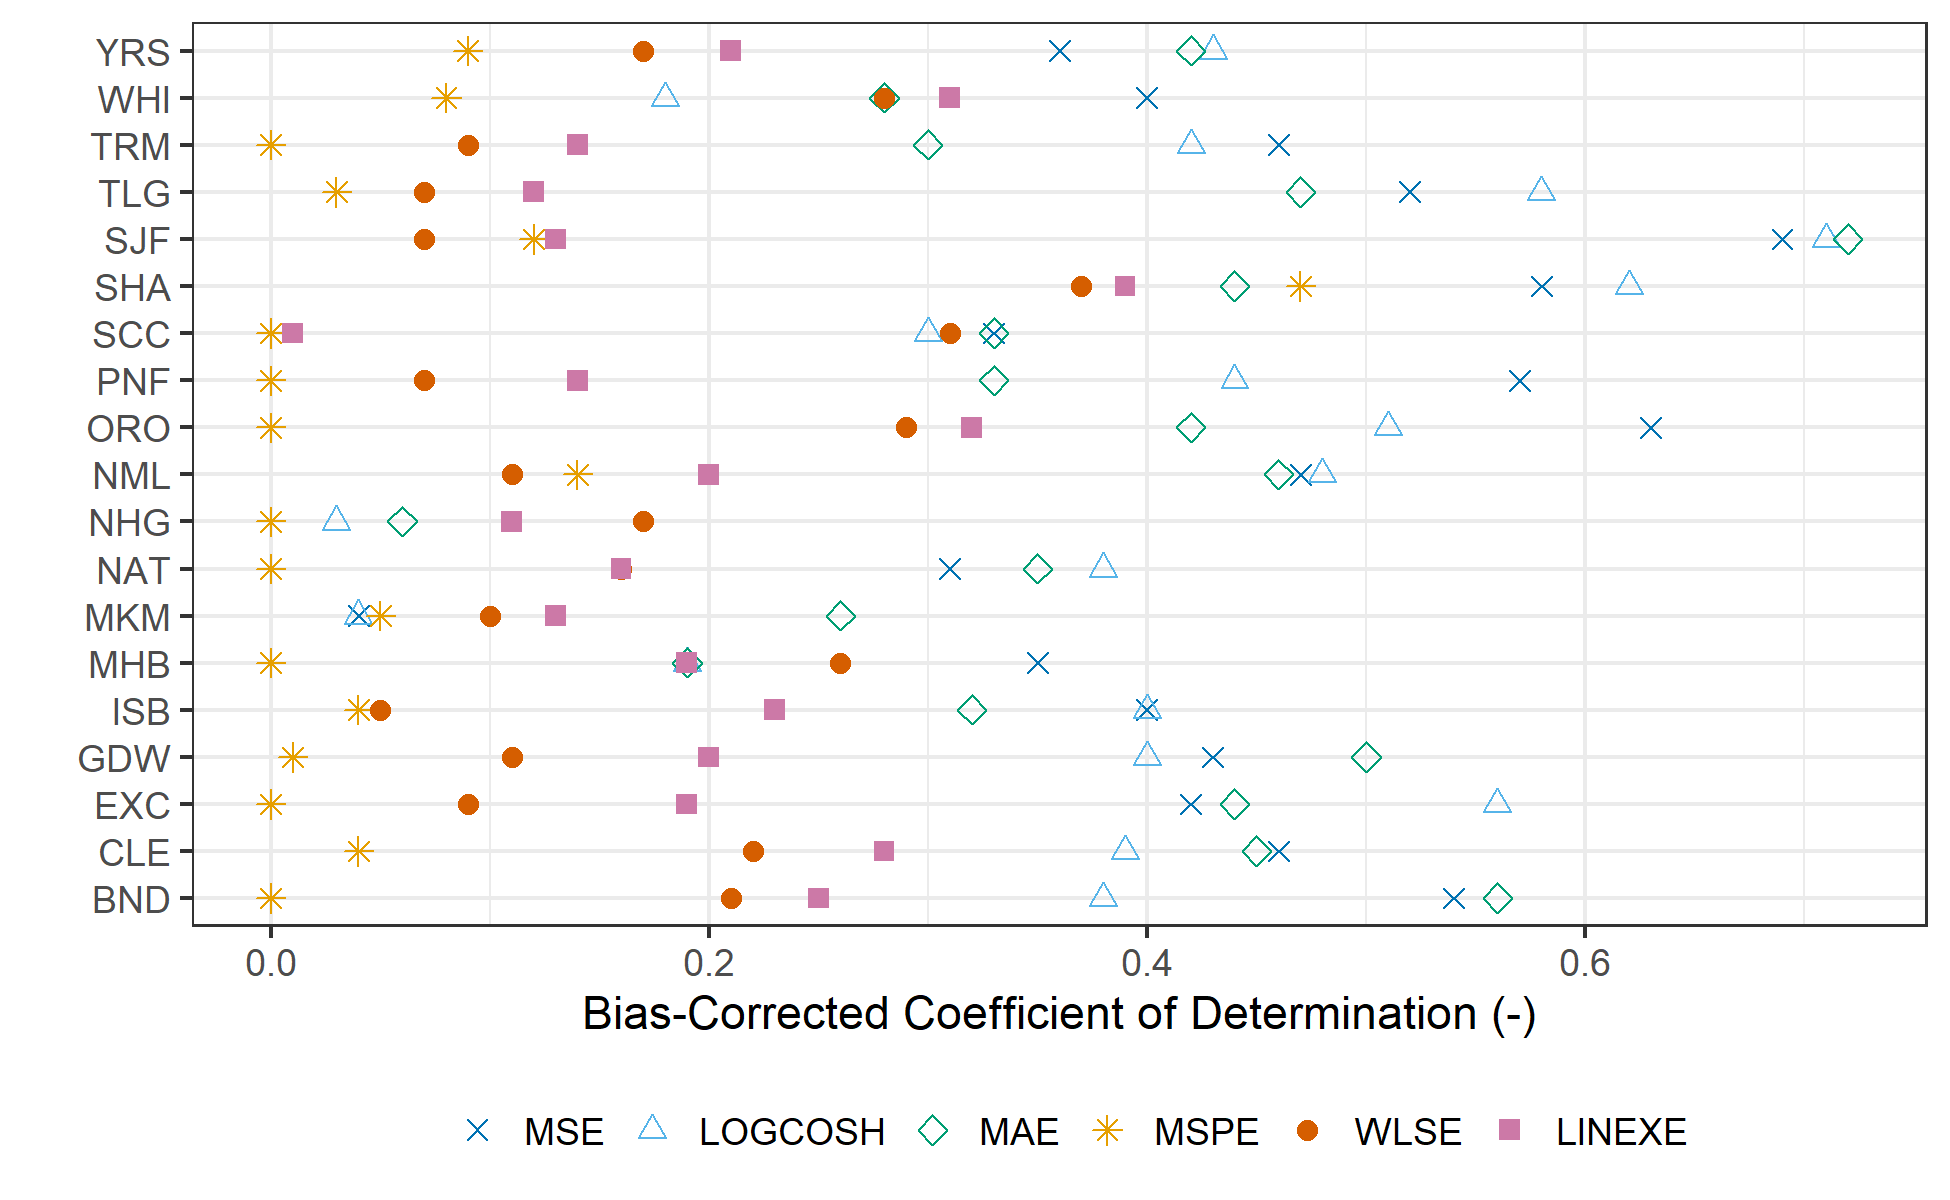 YRS
WHI
TRM
TLG
SJF
SHA
SCC
PNF
ORO
NML
NHG
NAT
MKM
MHB
ISB
GDW
EXC
CLE
BND
0.0 0.2 0.4 0.6
Bias-Corrected Coefficient of Determination (-)
MSE LOGCOSH MAE MSPE WLSE LINEXE